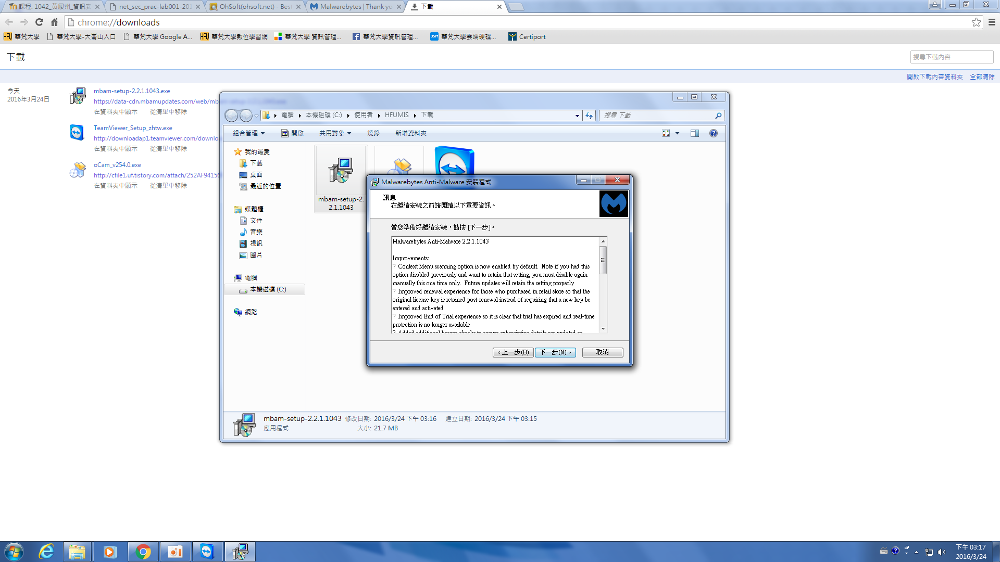 課程: 1042_黃履州_資訊安
net_sec_prac-lab001-201
OhSoft(ohsoft.net) - Best
Malwarebytes | Thank yo
下載
chrome://downloads
HFU 華梵大學
華梵大學-大崙山入口
華梵大學 Google A...
HFU 華梵大學數位學習網
華梵大學 資訊管理...
華梵大學資訊管理...
DSM 華梵大學雲端硬碟...
Certiport
下載
搜尋下載內容
開啟下載內容資料夾 全部清除
今天
2016年3月24日
mbam-setup-2.2.1.1043.exe
https://data-cdn.mbamupdates.com/web/mb
在資料夾中顯示 從清單中移除
TeamViewer_Setup_zhtw.exe
http://downloadap1.teamviewer.com/downloa
在資料夾中顯示 從清單中移除
oCam_v254.0.exe
http://cfile1.uf.tistory.com/attach/252AF94156
在資料夾中顯示 從清單中移除
電腦 本機磁碟 (C:) 使用者 HFUMIS 下載
搜尋 下載
組合管理 開啟 共用對象 燒錄 新增資料夾
我的最愛
下載
桌面
最近的位置
媒體櫃
文件
音樂
視訊
圖片
電腦
本機磁碟 (C:)
網路
mbam-setup-2.
2.1.1043
Malwarebytes Anti-Malware 安裝程式
訊息
在繼續安裝之前請閱讀以下重要資訊。
當您準備好繼續安裝，請按 [下一步]。
Malwarebytes Anti-Malware 2.2.1.1043
Improvements:
? Context Menu scanning option is now enabled by default. Note if you had this
option disabled previously and want to retain that setting, you must disable again
manually this one time only. Future updates will retain the setting properly
? Improved renewal experience for those who purchased in retail store so that the
original license key is retained post-renewal instead of requiring that a new key be
entered and activated
? Improved End of Trial experience so it is clear that trial has expired and real-time
protection is no longer available
? Added additional license checks to ensure subscription details are updated as
< 上一步(B) 下一步(N) > 取消
mbam-setup-2.2.1.1043 修改日期: 2016/3/24 下午 03:16 建立日期: 2016/3/24 下午 03:15
應用程式 大小: 21.7 MB
下午 03:17
2016/3/24